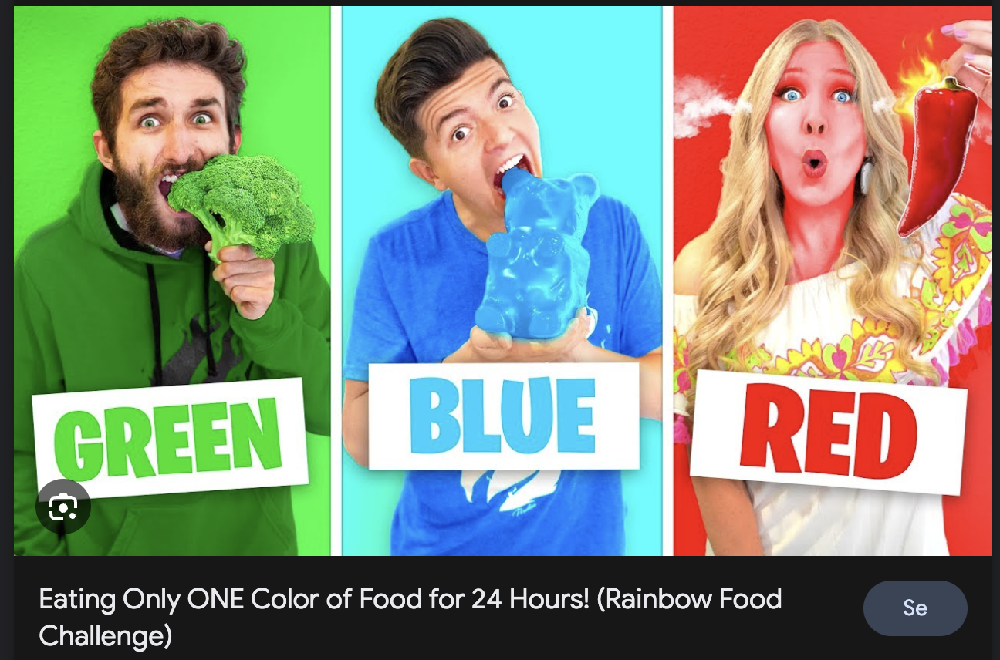 GREEN
BLUE
RED
Eating Only ONE Color of Food for 24 Hours! (Rainbow Food
Challenge)
Se